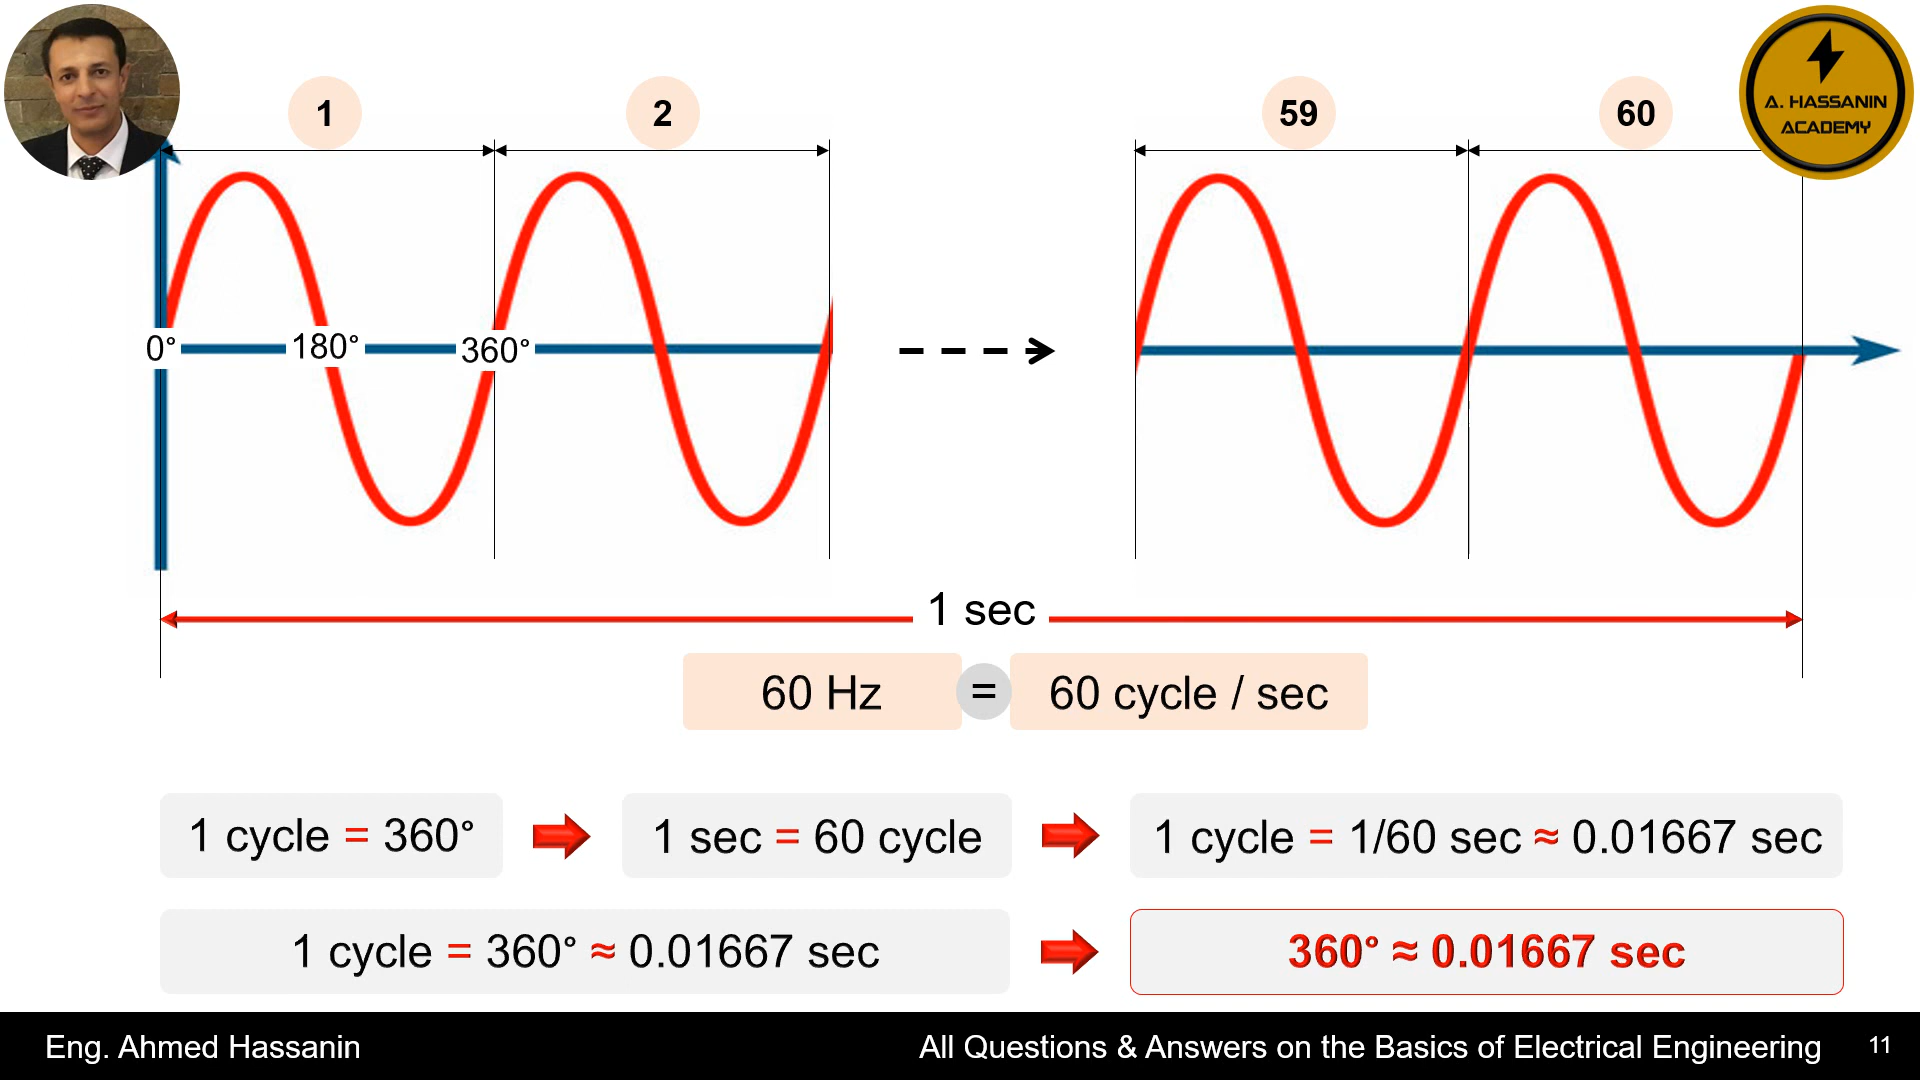 1
2
59
60
A. HASSANIN
ACADEMY
0°
180°
360°
1 sec
60 Hz = 60 cycle / sec
1 cycle = 360°
1 sec = 60 cycle
1 cycle = 1/60 sec ≈ 0.01667 sec
1 cycle = 360° ≈ 0.01667 sec
360° ≈ 0.01667 sec
Eng. Ahmed Hassanin
All Questions & Answers on the Basics of Electrical Engineering
11